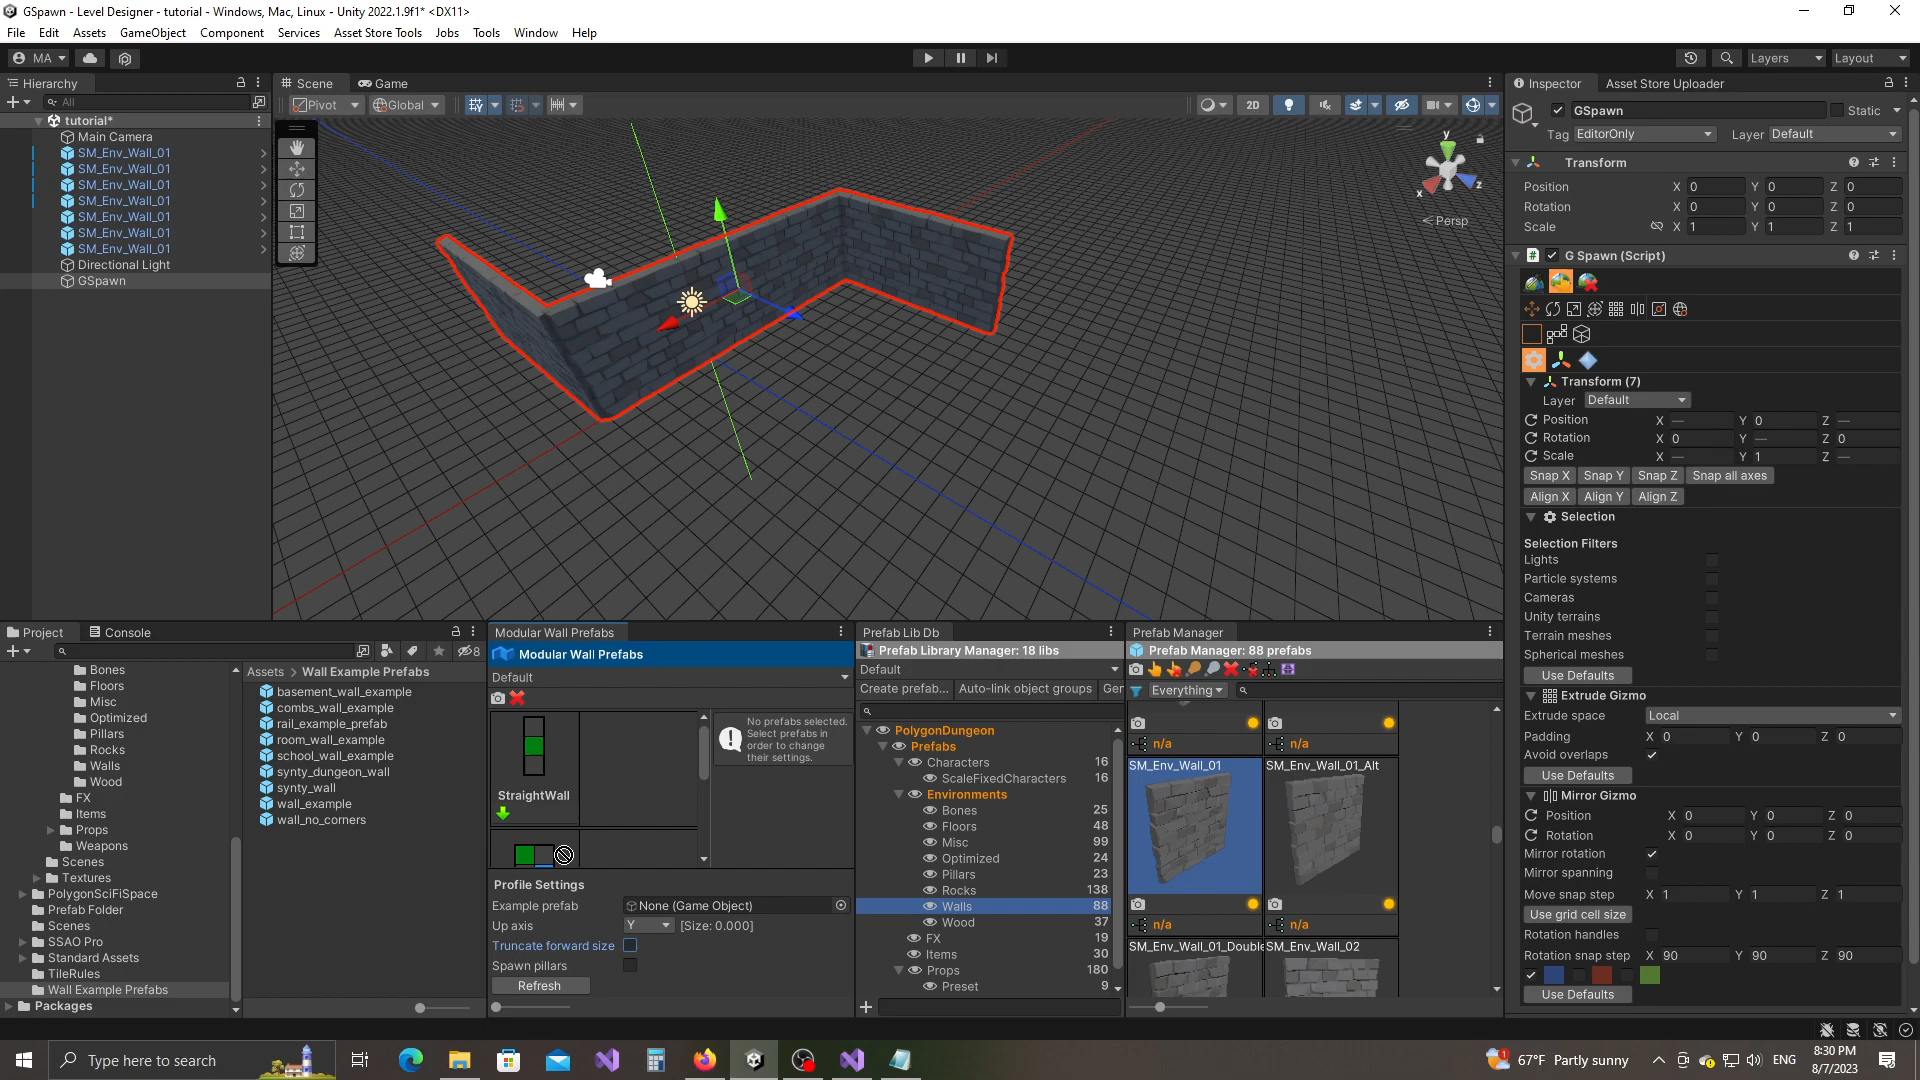 GSpawn - Level Designer - tutorial - Windows, Mac, Linux - Unity 2022.1.9f1* <DX11>
File Edit Assets GameObject Component Services Asset Store Tools Jobs Tools Window Help
MA Layers Layout
Hierarchy Scene Game Inspector Asset Store Uploader
All Pivot Global 2D
GSpawn Static
Tag EditorOnly Layer Default
tutorial*
Main Camera
SM_Env_Wall_01
SM_Env_Wall_01
SM_Env_Wall_01
SM_Env_Wall_01
SM_Env_Wall_01
SM_Env_Wall_01
SM_Env_Wall_01
Directional Light
GSpawn
y
x z
< Persp
Transform
Position X 0 Y 0 Z 0
Rotation X 0 Y 0 Z 0
Scale X 1 Y 1 Z 1
G Spawn (Script)
Transform (7)
Layer Default
Position X — Y 0 Z —
Rotation X 0 Y — Z 0
Scale X — Y 1 Z —
Snap X Snap Y Snap Z Snap all axes
Align X Align Y Align Z
Selection
Selection Filters
Lights
Particle systems
Cameras
Unity terrains
Terrain meshes
Spherical meshes
Use Defaults
Extrude Gizmo
Extrude space Local
Padding X 0 Y 0 Z 0
Avoid overlaps
Use Defaults
Mirror Gizmo
Position X 0 Y 0 Z 0
Rotation X 0 Y 0 Z 0
Mirror rotation
Mirror spanning
Move snap step X 1 Y 1 Z 1
Use grid cell size
Rotation handles
Rotation snap step X 90 Y 90 Z 90
Use Defaults
Project Console
8
Bones
Floors
Misc
Optimized
Pillars
Rocks
Walls
Wood
FX
Items
Props
Weapons
Scenes
Textures
PolygonSciFiSpace
Prefab Folder
Scenes
SSAO Pro
Standard Assets
TileRules
Wall Example Prefabs
Packages
Assets > Wall Example Prefabs
basement_wall_example
combs_wall_example
rail_example_prefab
room_wall_example
school_wall_example
synty_dungeon_wall
synty_wall
wall_example
wall_no_corners
Modular Wall Prefabs
Modular Wall Prefabs
Default
StraightWall
No prefabs selected.
Select prefabs in
order to change
their settings.
Profile Settings
Example prefab None (Game Object)
Up axis Y [Size: 0.000]
Truncate forward size
Spawn pillars
Refresh
Prefab Lib Db
Prefab Library Manager: 18 libs
Default
Create prefab... Auto-link object groups Ger
PolygonDungeon
Prefabs
Characters 16
ScaleFixedCharacters 16
Environments
Bones 25
Floors 48
Misc 99
Optimized 24
Pillars 23
Rocks 138
Walls 88
Wood 37
FX 19
Items 30
Props 180
Preset 9
Prefab Manager
Prefab Manager: 88 prefabs
Everything
n/a n/a
SM_Env_Wall_01 SM_Env_Wall_01_Alt
n/a n/a
SM_Env_Wall_01_Double SM_Env_Wall_02
Type here to search
1 67°F Partly sunny ENG 8:30 PM
8/7/2023